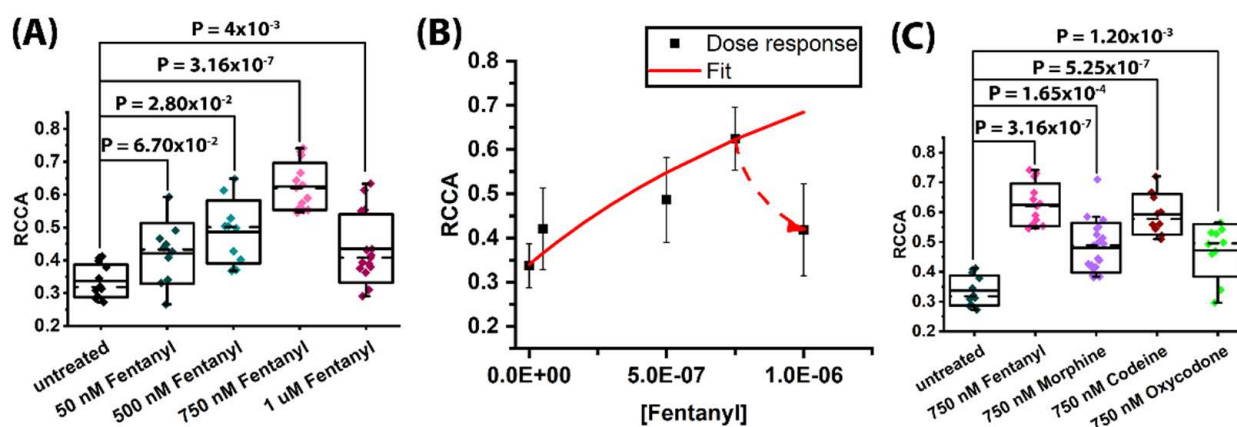 (A)
P = 4x10-3
P = 3.16x10-7
P = 2.80x10-2
P = 6.70x10-2
0.8
0.7
0.6
0.5
0.4
0.3
0.2
RCCA
untreated
50 nM Fentanyl
500 nM Fentanyl
750 nM Fentanyl
1 uM Fentanyl
(B)
Dose response
Fit
0.8
0.7
0.6
0.5
0.4
0.3
0.2
RCCA
0.0E+00 5.0E-07 1.0E-06
[Fentanyl]
(C)
P = 1.20x10-3
P = 5.25x10-7
P = 1.65x10-4
P = 3.16x10-7
0.9
0.8
0.7
0.6
0.5
0.4
0.3
0.2
RCCA
untreated
750 nM Fentanyl
750 nM Morphine
750 nM Codeine
750 nM Oxycodone